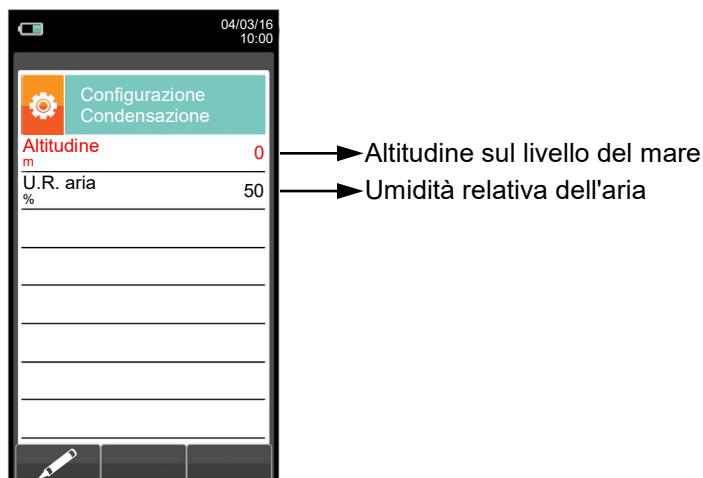 04/03/16
10:00
Configurazione
Condensazione
Altitudine
m
0
Altitudine sul livello del mare
U.R. aria
%
50
Umidità relativa dell'aria